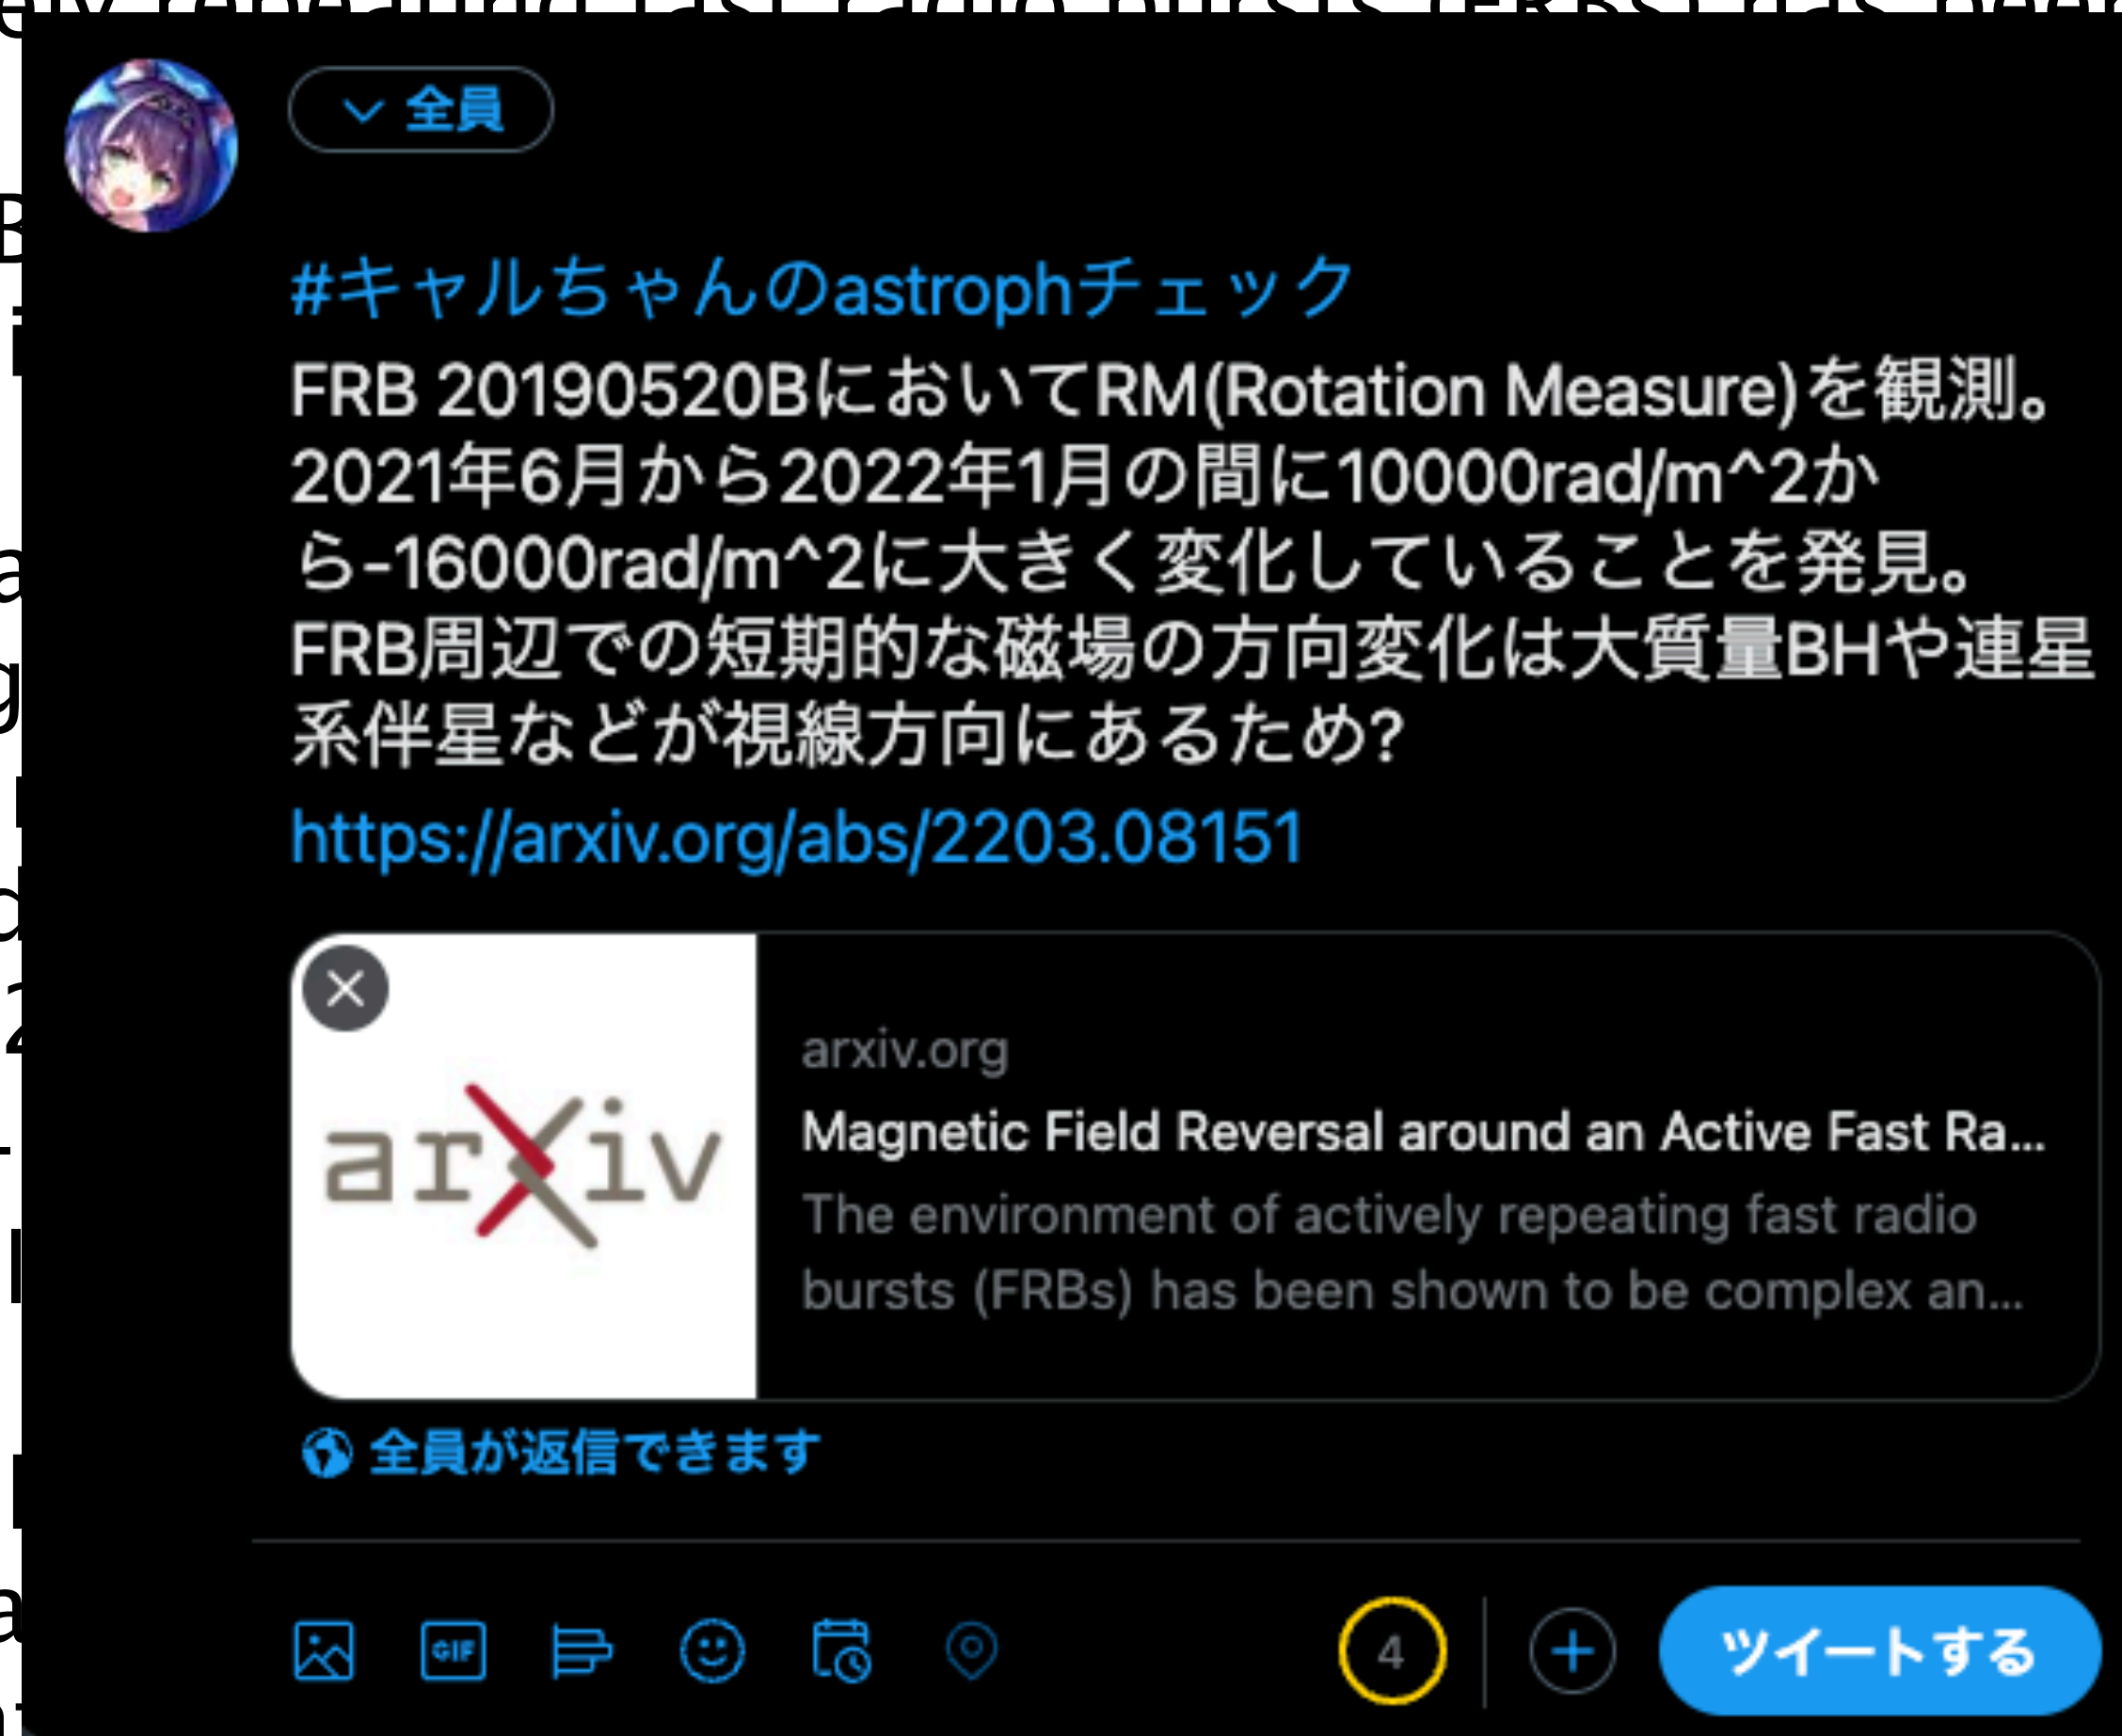 全員
#キャルちゃんのastrophチェック
FRB 20190520BにおいてRM(Rotation Measure)を観測。
2021年6月から2022年1月の間に10000rad/m^2か
ら-16000rad/m^2に大きく変化していることを発見。
FRB周辺での短期的な磁場の方向変化は大質量BHや連星
系伴星などが視線方向にあるため?
https://arxiv.org/abs/2203.08151
arXiv
arxiv.org
Magnetic Field Reversal around an Active Fast Ra...
The environment of actively repeating fast radio
bursts (FRBs) has been shown to be complex an...
全員が返信できます
GIF
4
ツイートする